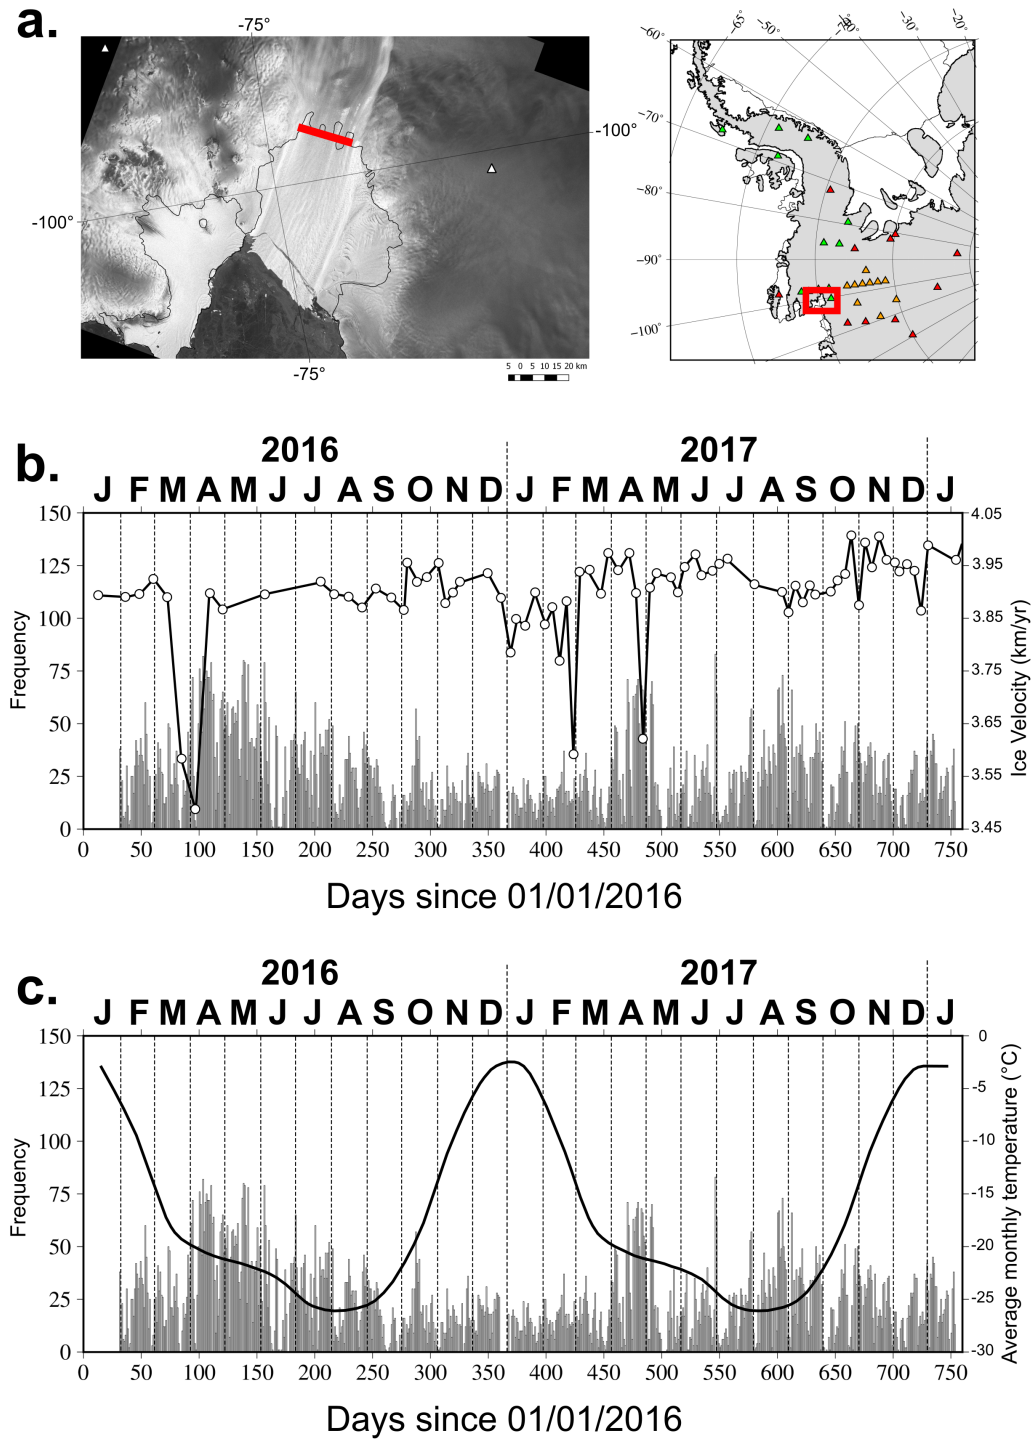 a.
-75°
-100°
-100°
-75°
5 0 5 10 15 20 km
-65°
-50°
-30°
-20°
-60°
-70°
-80°
-90°
-100°
b.
2016 2017
J F M A M J J A S O N D J F M A M J J A S O N D J
150 4.05
125 3.95
100 3.85
75 3.75
50 3.65
25 3.55
0 3.45
Frequency
Ice Velocity (km/yr)
0 50 100 150 200 250 300 350 400 450 500 550 600 650 700 750
Days since 01/01/2016
c.
2016 2017
J F M A M J J A S O N D J F M A M J J A S O N D J
150 0
125 -5
100 -10
75 -15
50 -20
25 -25
0 -30
Frequency
Average monthly temperature (°C)
0 50 100 150 200 250 300 350 400 450 500 550 600 650 700 750
Days since 01/01/2016